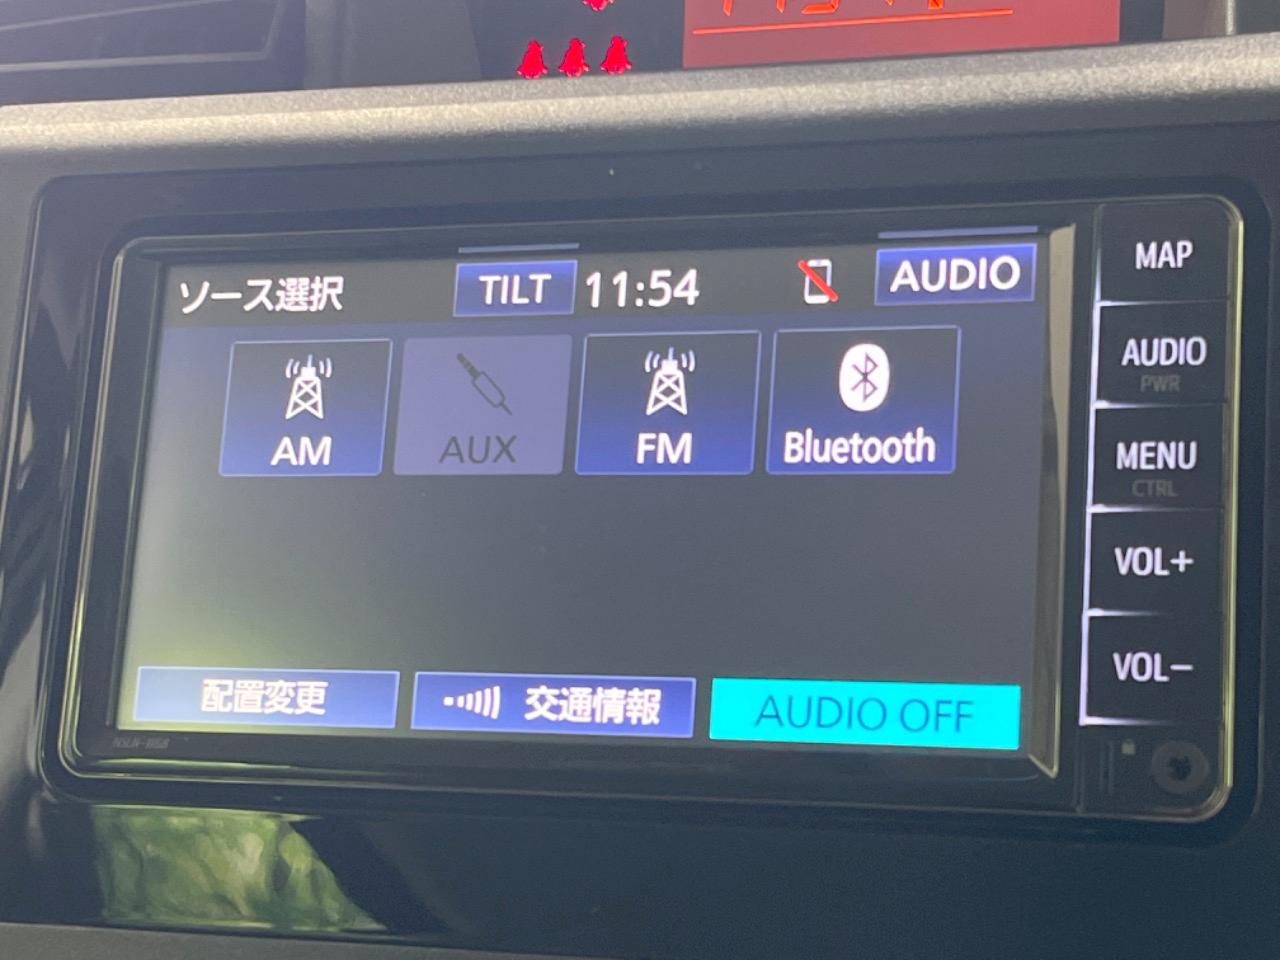 ソース選択 TILT 11:54 AUDIO
AM AUX FM Bluetooth
配置変更 交通情報 AUDIO OFF
MAP
AUDIO
PWR
MENU
CTRL
VOL+
VOL−